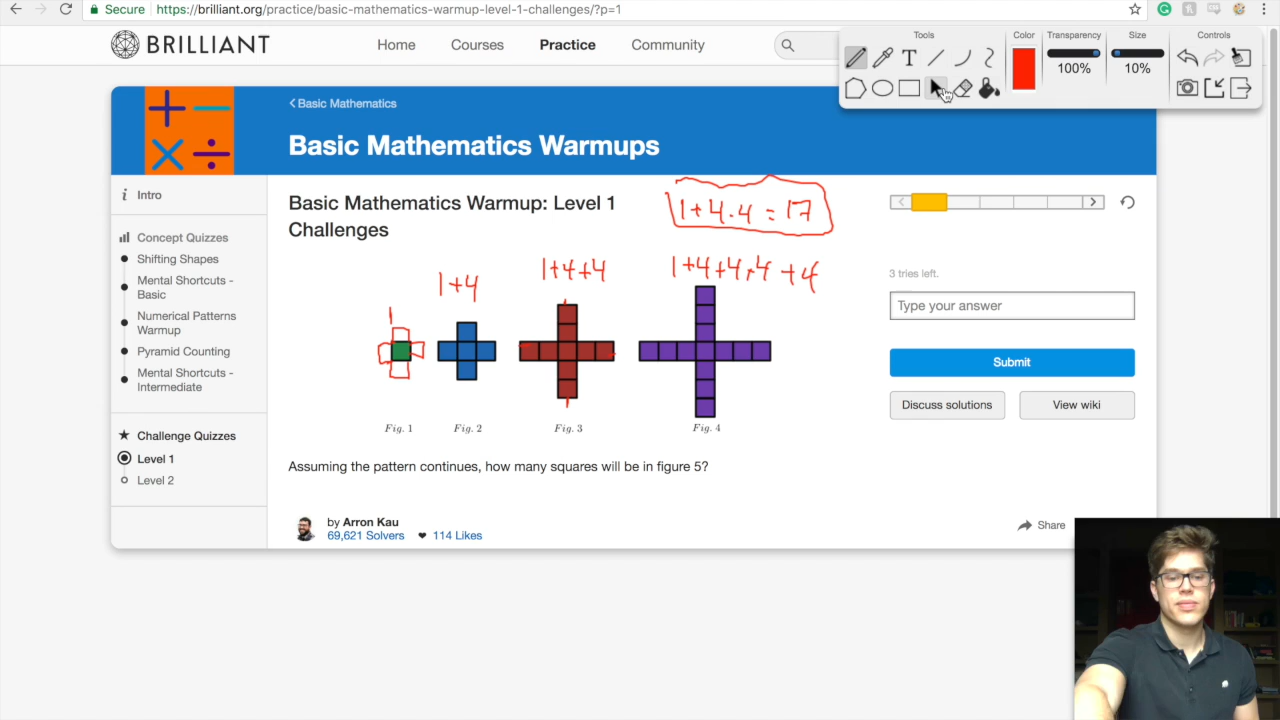 Secure https://brilliant.org/practice/basic-mathematics-warmup-level-1-challenges/?p=1
BRILLIANT
Home
Courses
Practice
Community
Tools
Color
Transparency
Size
Controls
T
100%
10%
Basic Mathematics
Basic Mathematics Warmups
Intro
Concept Quizzes
Shifting Shapes
Mental Shortcuts -
Basic
Numerical Patterns
Warmup
Pyramid Counting
Mental Shortcuts -
Intermediate
Challenge Quizzes
Level 1
Level 2
Basic Mathematics Warmup: Level 1
Challenges
1+4.4 = 17
1
1+4
1+4+4
1+4+4+4 +4
Fig. 1
Fig. 2
Fig. 3
Fig. 4
Assuming the pattern continues, how many squares will be in figure 5?
by Arron Kau
69,621 Solvers
114 Likes
Share
3 tries left.
Type your answer
Submit
Discuss solutions
View wiki